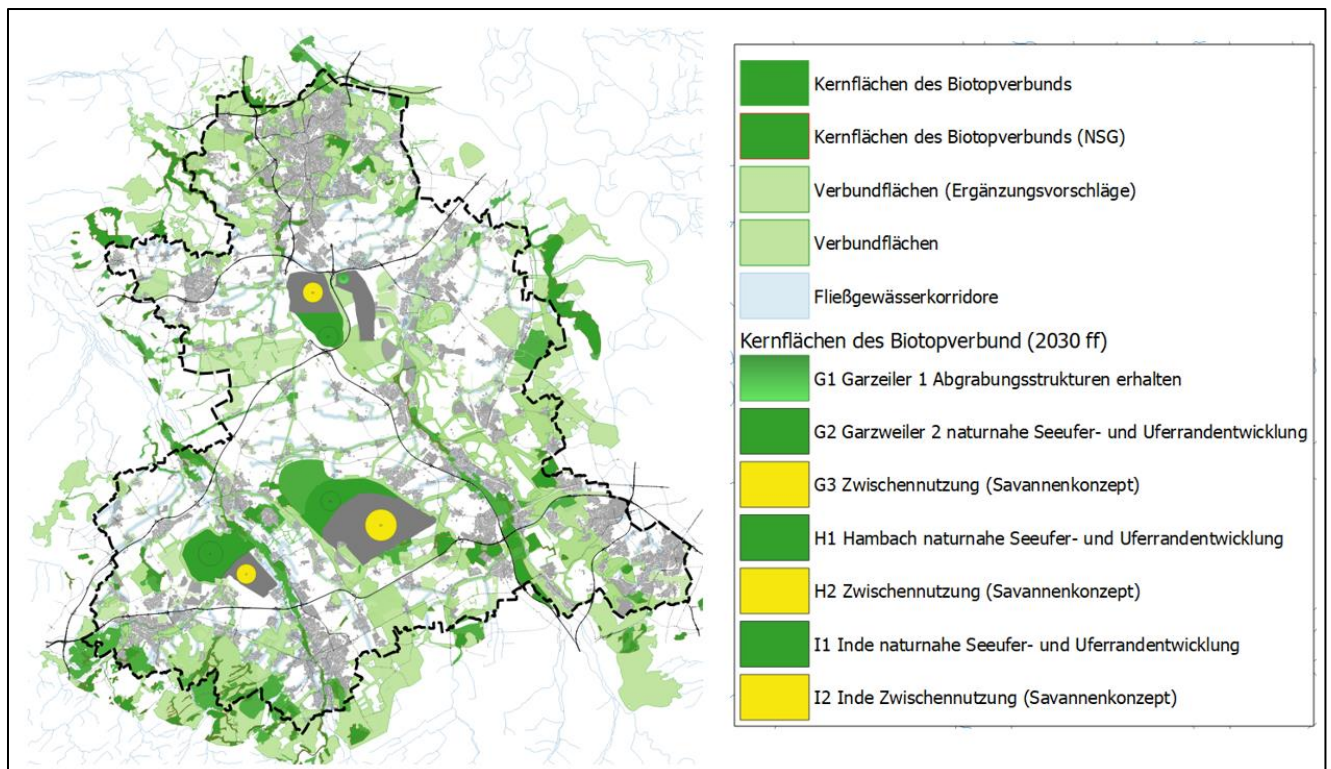 Kernflächen des Biotopverbunds
Kernflächen des Biotopverbunds (NSG)
Verbundflächen (Ergänzungsvorschläge)
Verbundflächen
Fließgewässerkorridore
Kernflächen des Biotopverbund (2030 ff)
G1 Garzeiler 1 Abgrabungsstrukturen erhalten
G2 Garzweiler 2 naturnahe Seeufer- und Uferrandentwicklung
G3 Zwischennutzung (Savannenkonzept)
H1 Hambach naturnahe Seeufer- und Uferrandentwicklung
H2 Zwischennutzung (Savannenkonzept)
I1 Inde naturnahe Seeufer- und Uferrandentwicklung
I2 Inde Zwischennutzung (Savannenkonzept)